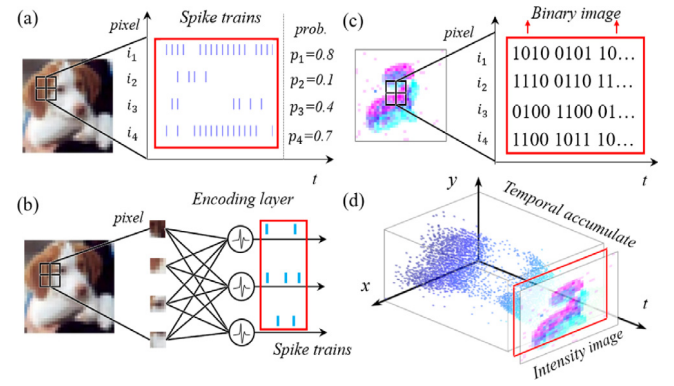 (a)
pixel
Spike trains
prob.
i₁
p₁=0.8
i₂
p₂=0.1
i₃
p₃=0.4
i₄
p₄=0.7
t
(b)
pixel
Encoding layer
Spike trains
(c)
pixel
Binary image
i₁ 1010 0101 10…
i₂ 1110 0110 11…
i₃ 0100 1100 01…
i₄ 1100 1011 10…
t
(d)
y
Temporal accumulate
x
t
Intensity image